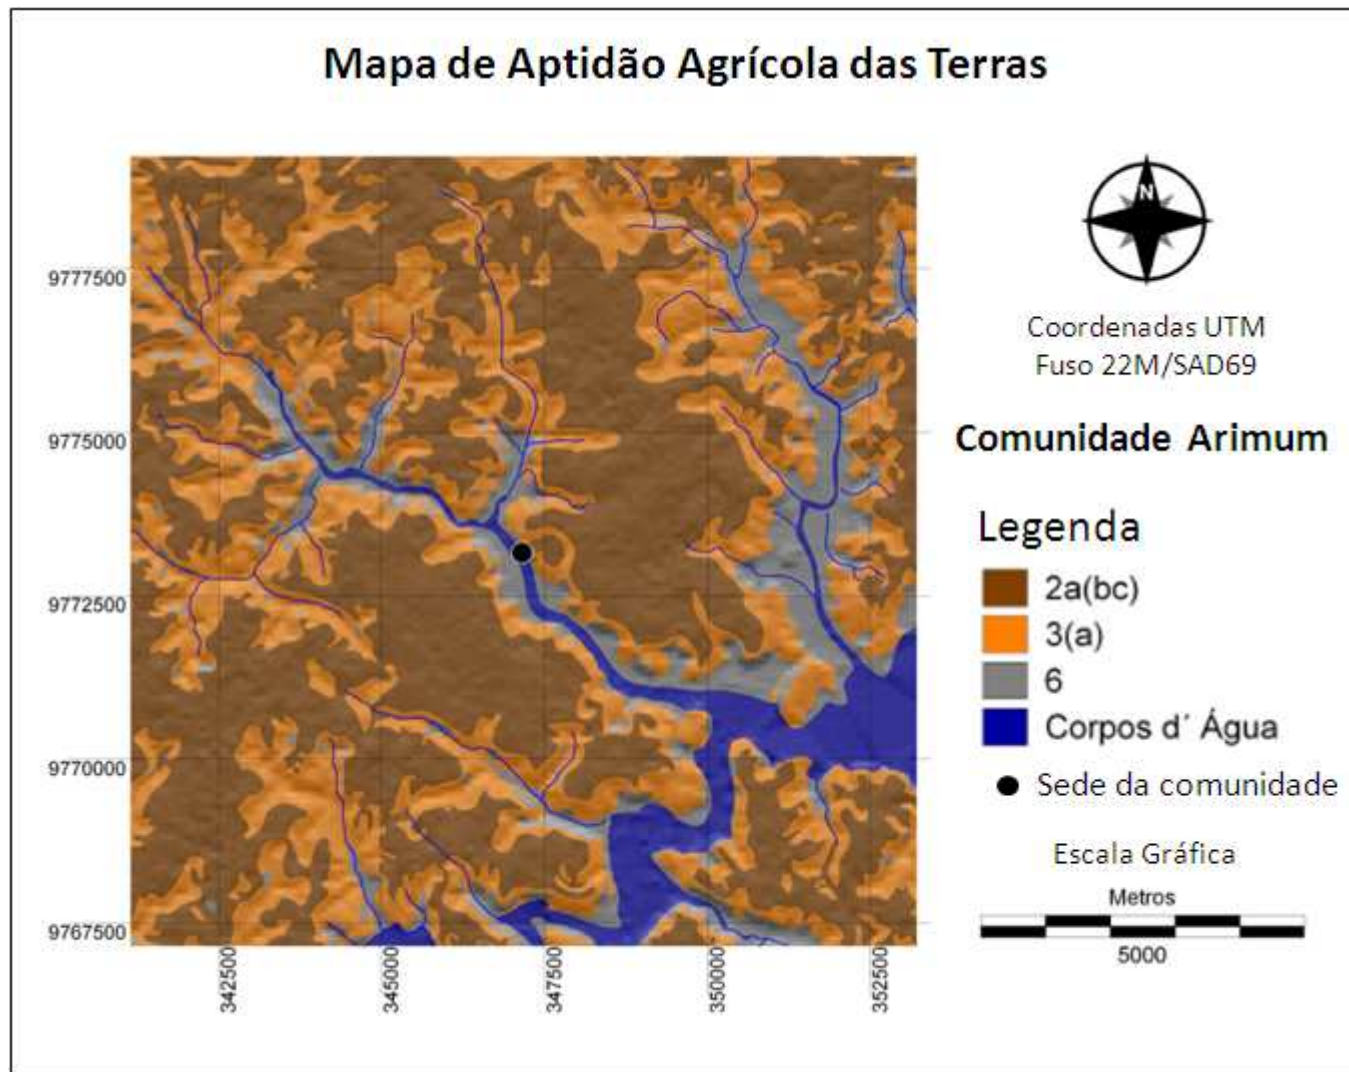 Mapa de Aptidão Agrícola das Terras
N
Coordenadas UTM
Fuso 22M/SAD69
Comunidade Arimum
Legenda
2a(bc)
3(a)
6
Corpos d´ Água
Sede da comunidade
Escala Gráfica
Metros
5000
9777500
9775000
9772500
9770000
9767500
342500
345000
347500
350000
352500